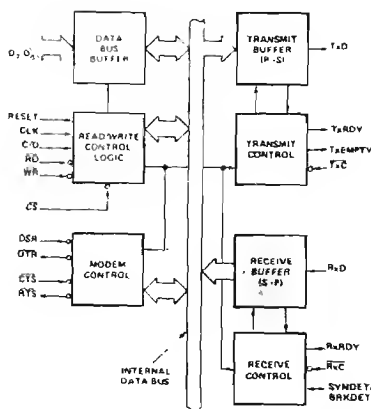 D7 D0
DATA
BUS
BUFFER
RESET
CLK
C/D
RD
WR
CS
READ/WRITE
CONTROL
LOGIC
DSR
DTR
CTS
RTS
MODEM
CONTROL
INTERNAL
DATA BUS
TRANSMIT
BUFFER
(P-S)
TxD
TRANSMIT
CONTROL
TxRDY
TxEMPTY
TxC
RECEIVE
BUFFER
(S-P)
RxD
RECEIVE
CONTROL
RxRDY
RxC
SYNDET/
BRKDET